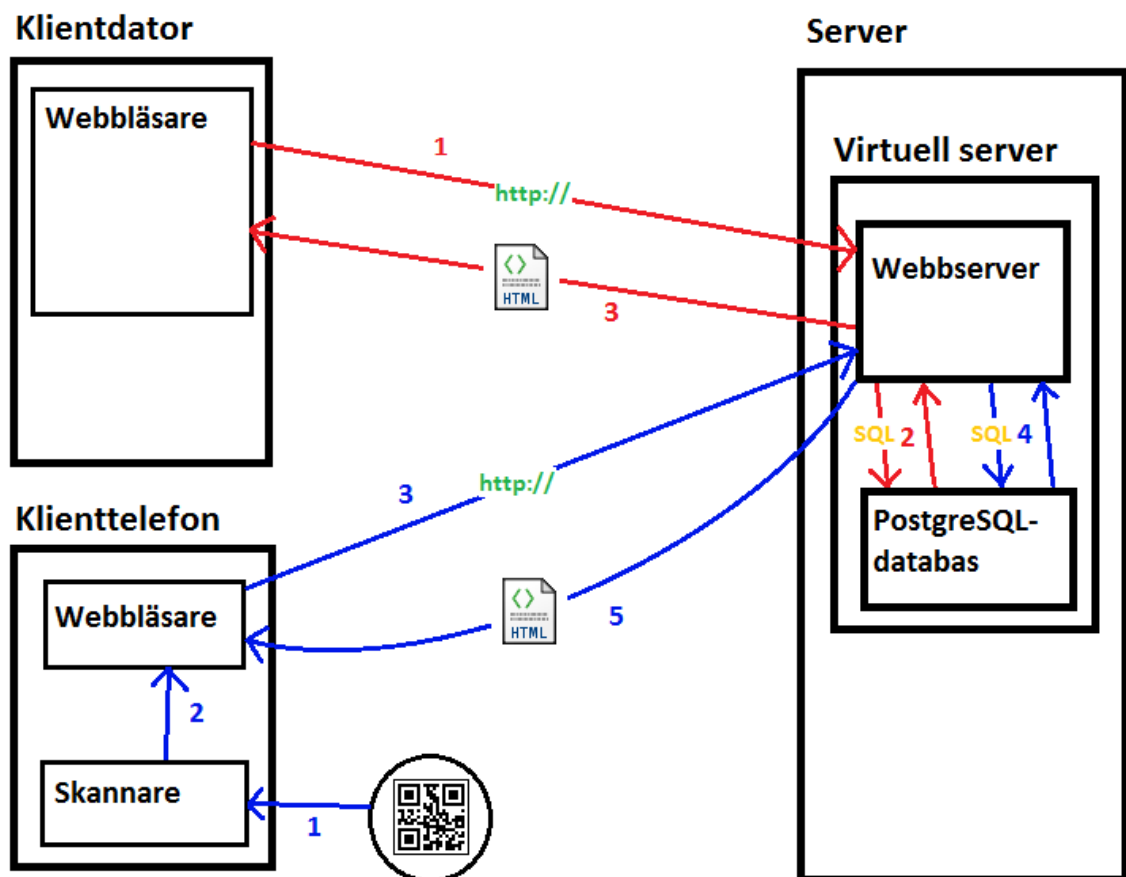 Klientdator
Server
Webbläsare
1
Virtuell server
http://
Webbserver
HTML
3
SQL 2
SQL 4
3
http://
Klienttelefon
PostgreSQL-
databas
Webbläsare
HTML
5
2
Skannare
1